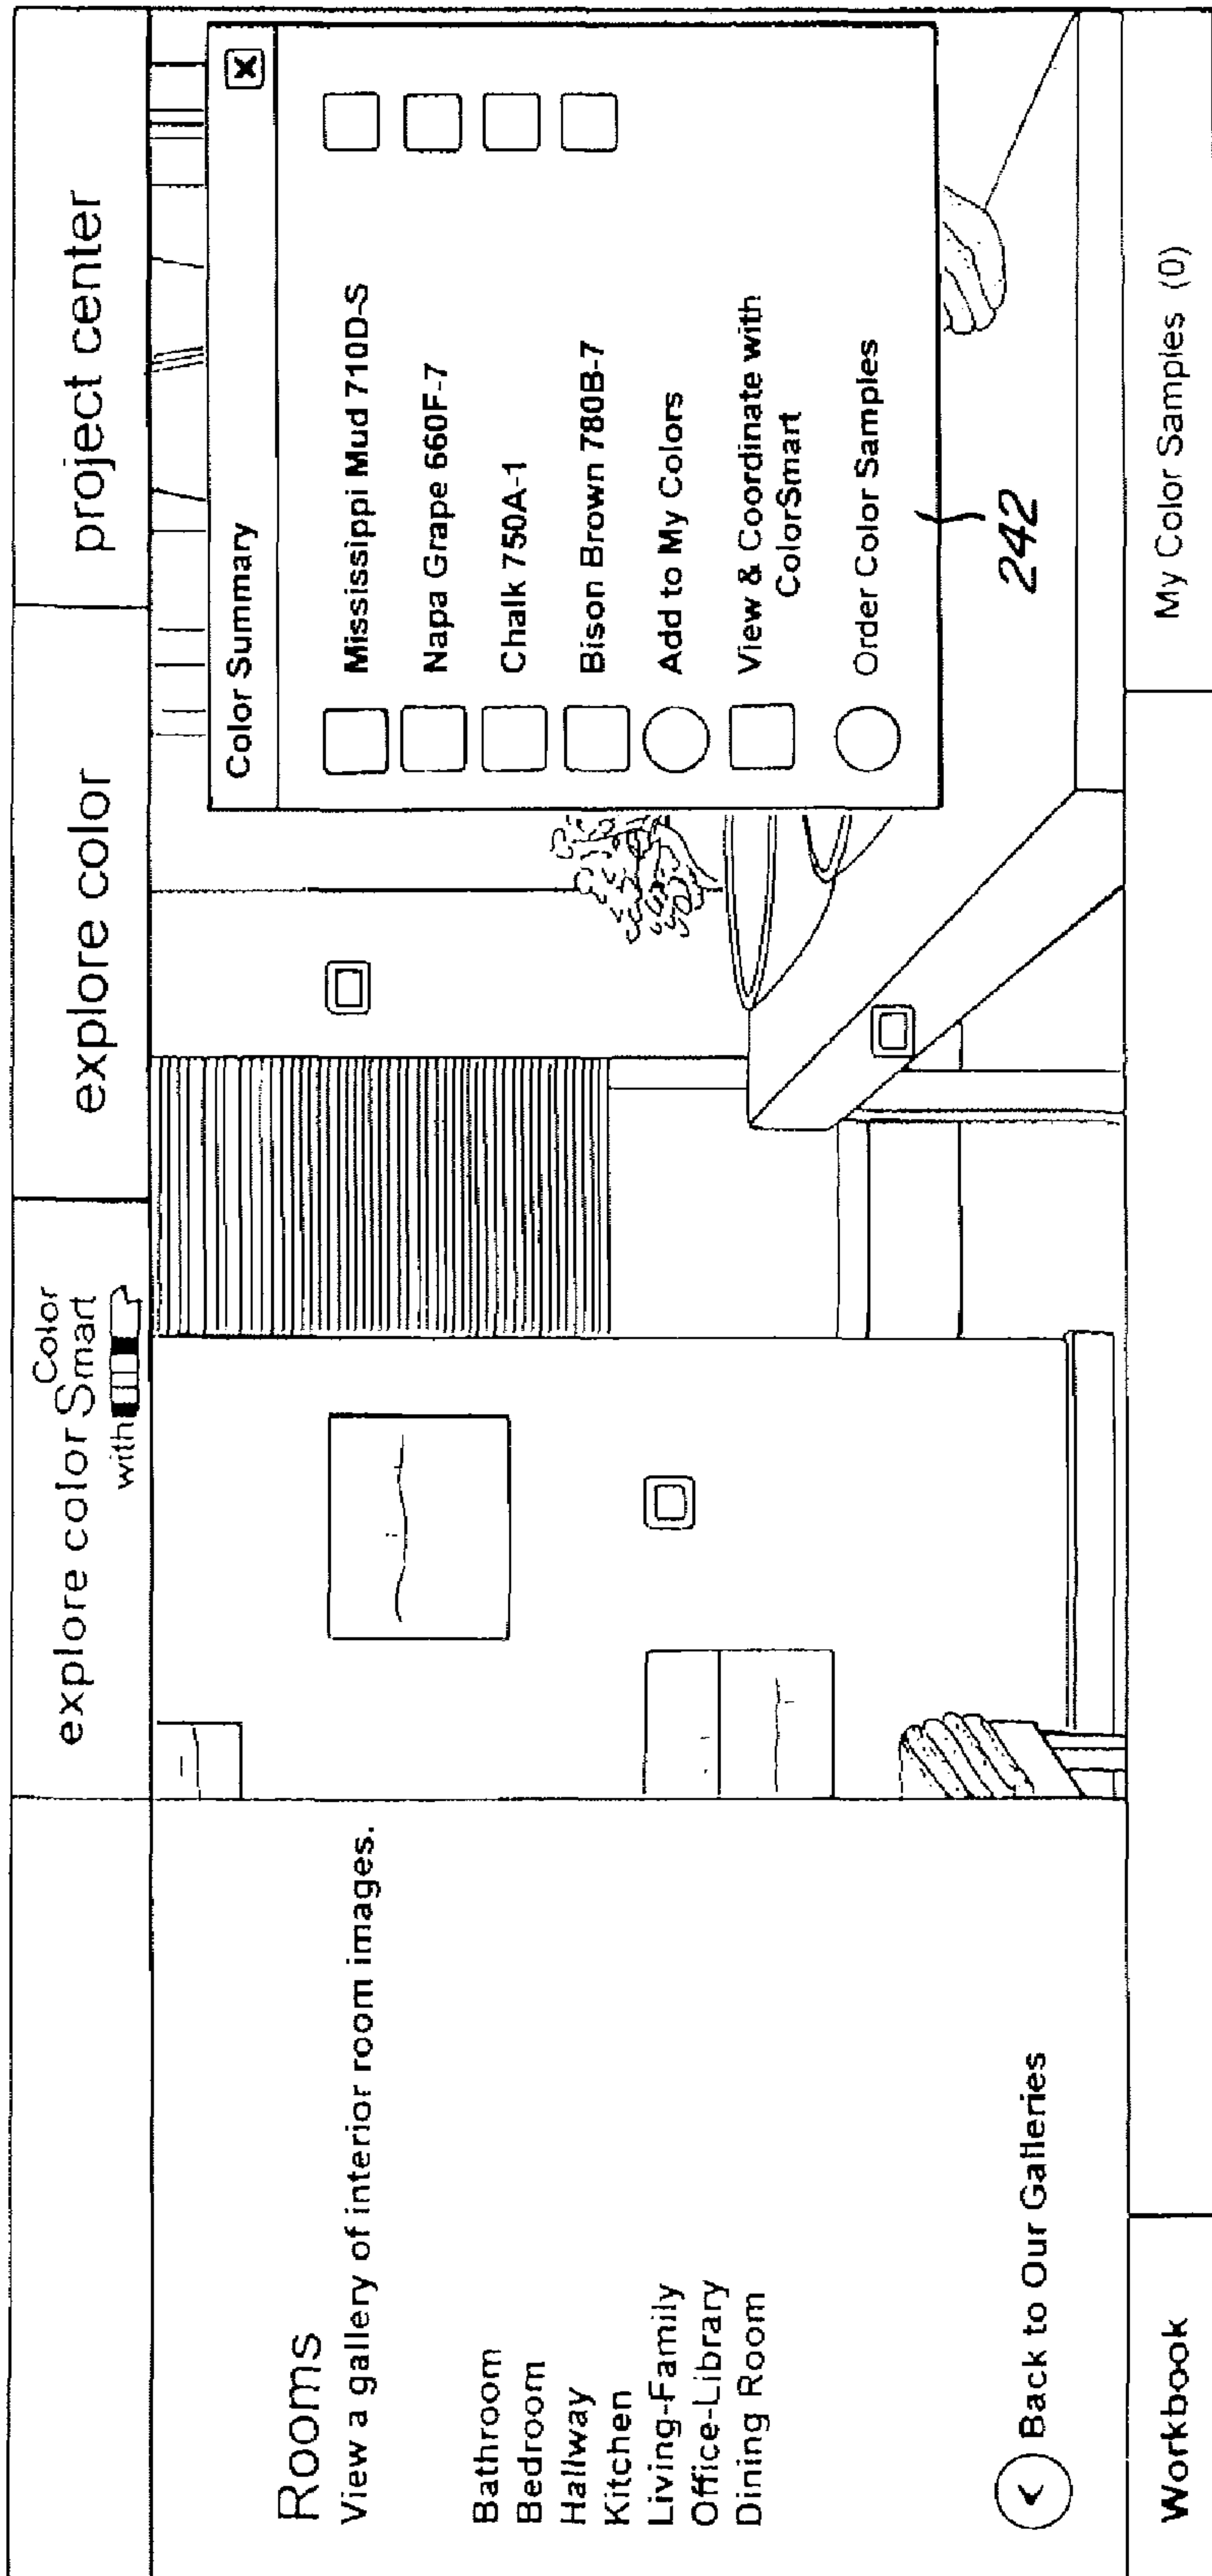 explore color
Color
Smart
with
explore color
project center
Rooms
View a gallery of interior room images.
Bathroom
Bedroom
Hallway
Kitchen
Living-Family
Office-Library
Dining Room
< Back to Our Galleries
Color Summary X
Mississippi Mud 710D-S
Napa Grape 660F-7
Chalk 750A-1
Bison Brown 780B-7
Add to My Colors
View & Coordinate with
ColorSmart
Order Color Samples
242
Workbook
My Color Samples (0)